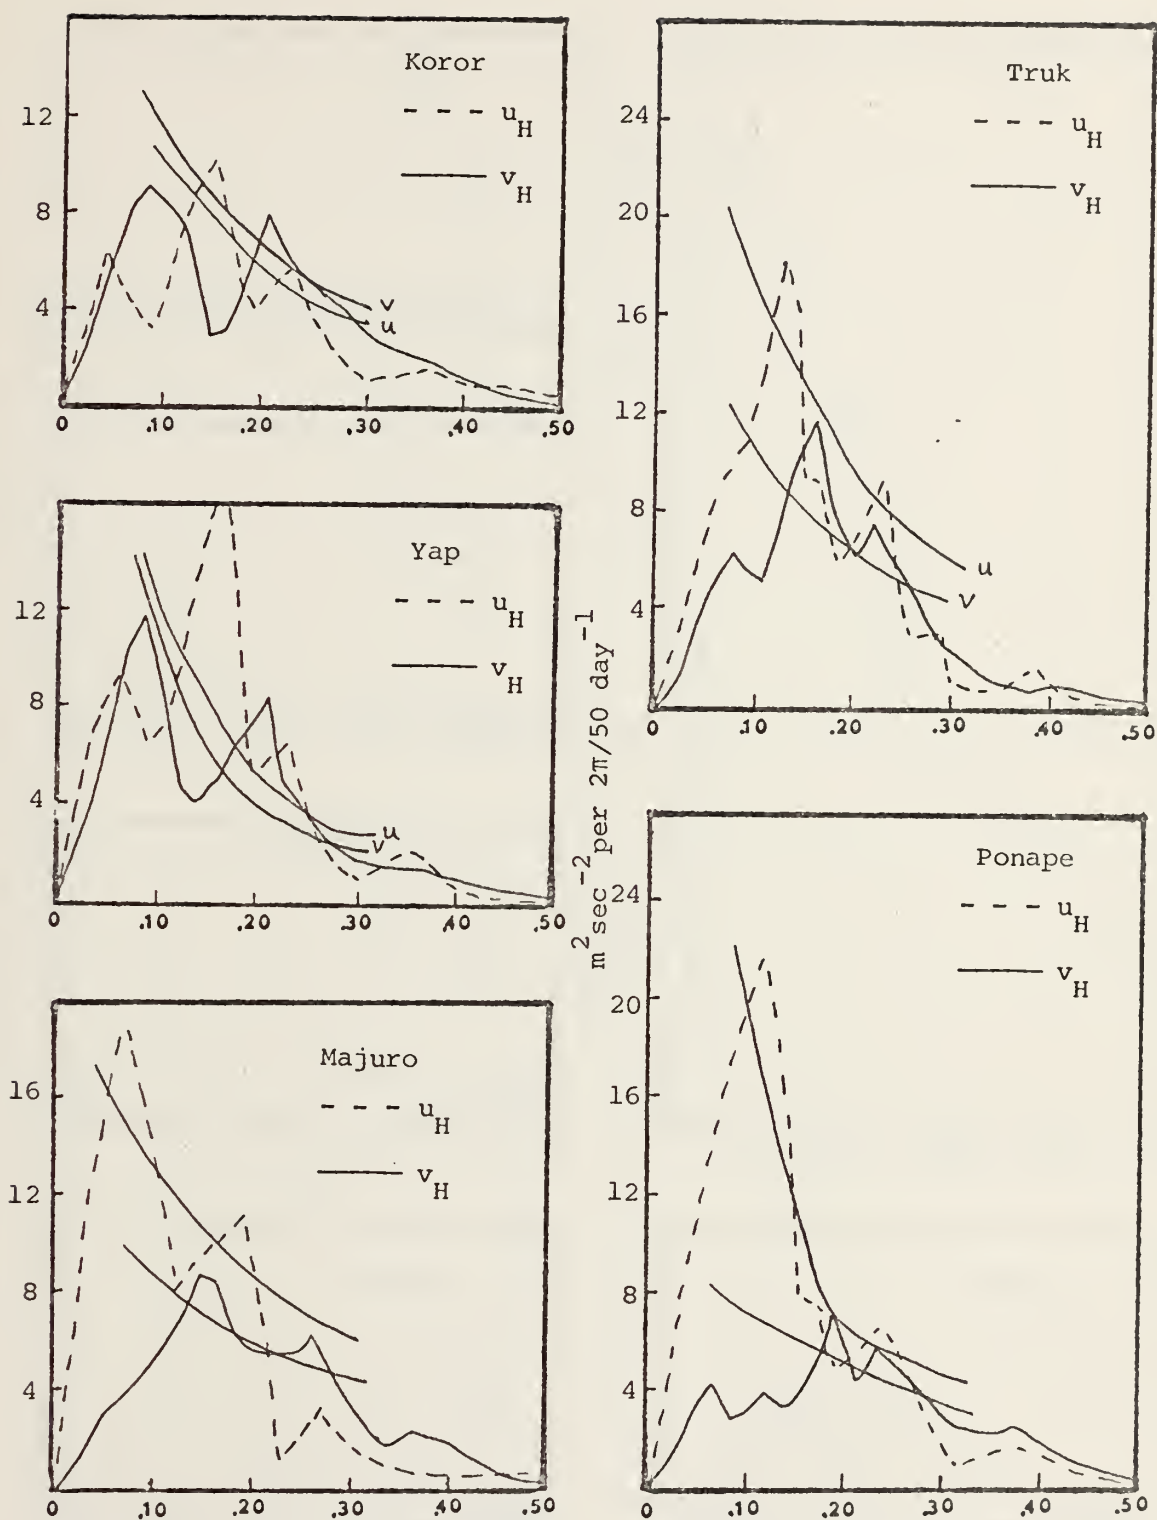 Koror
u_H
v_H
12
8
4
v
u
0 .10 .20 .30 .40 .50
Yap
u_H
v_H
12
8
4
u
v
0 .10 .20 .30 .40 .50
Majuro
u_H
v_H
16
12
8
4
0 .10 .20 .30 .40 .50
m² sec⁻² per 2π/50 day⁻¹
Truk
u_H
v_H
24
20
16
12
8
4
u
v
0 .10 .20 .30 .40 .50
Ponape
u_H
v_H
24
20
16
12
8
4
0 .10 .20 .30 .40 .50